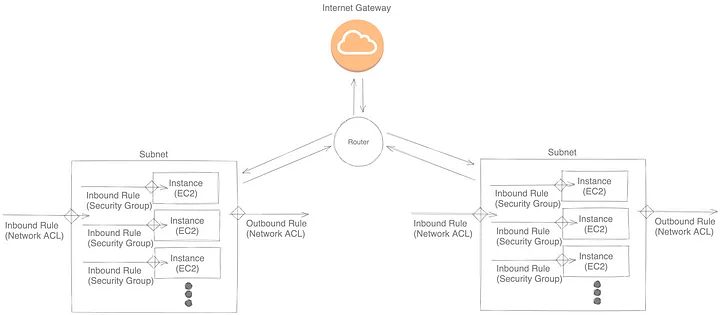 Internet Gateway
Router
Subnet
Instance
(EC2)
Inbound Rule
(Security Group)
Instance
(EC2)
Inbound Rule
(Security Group)
Instance
(EC2)
Inbound Rule
(Security Group)
Inbound Rule
(Network ACL)
Outbound Rule
(Network ACL)
Subnet
Instance
(EC2)
Inbound Rule
(Security Group)
Instance
(EC2)
Inbound Rule
(Security Group)
Instance
(EC2)
Inbound Rule
(Security Group)
Inbound Rule
(Network ACL)
Outbound Rule
(Network ACL)